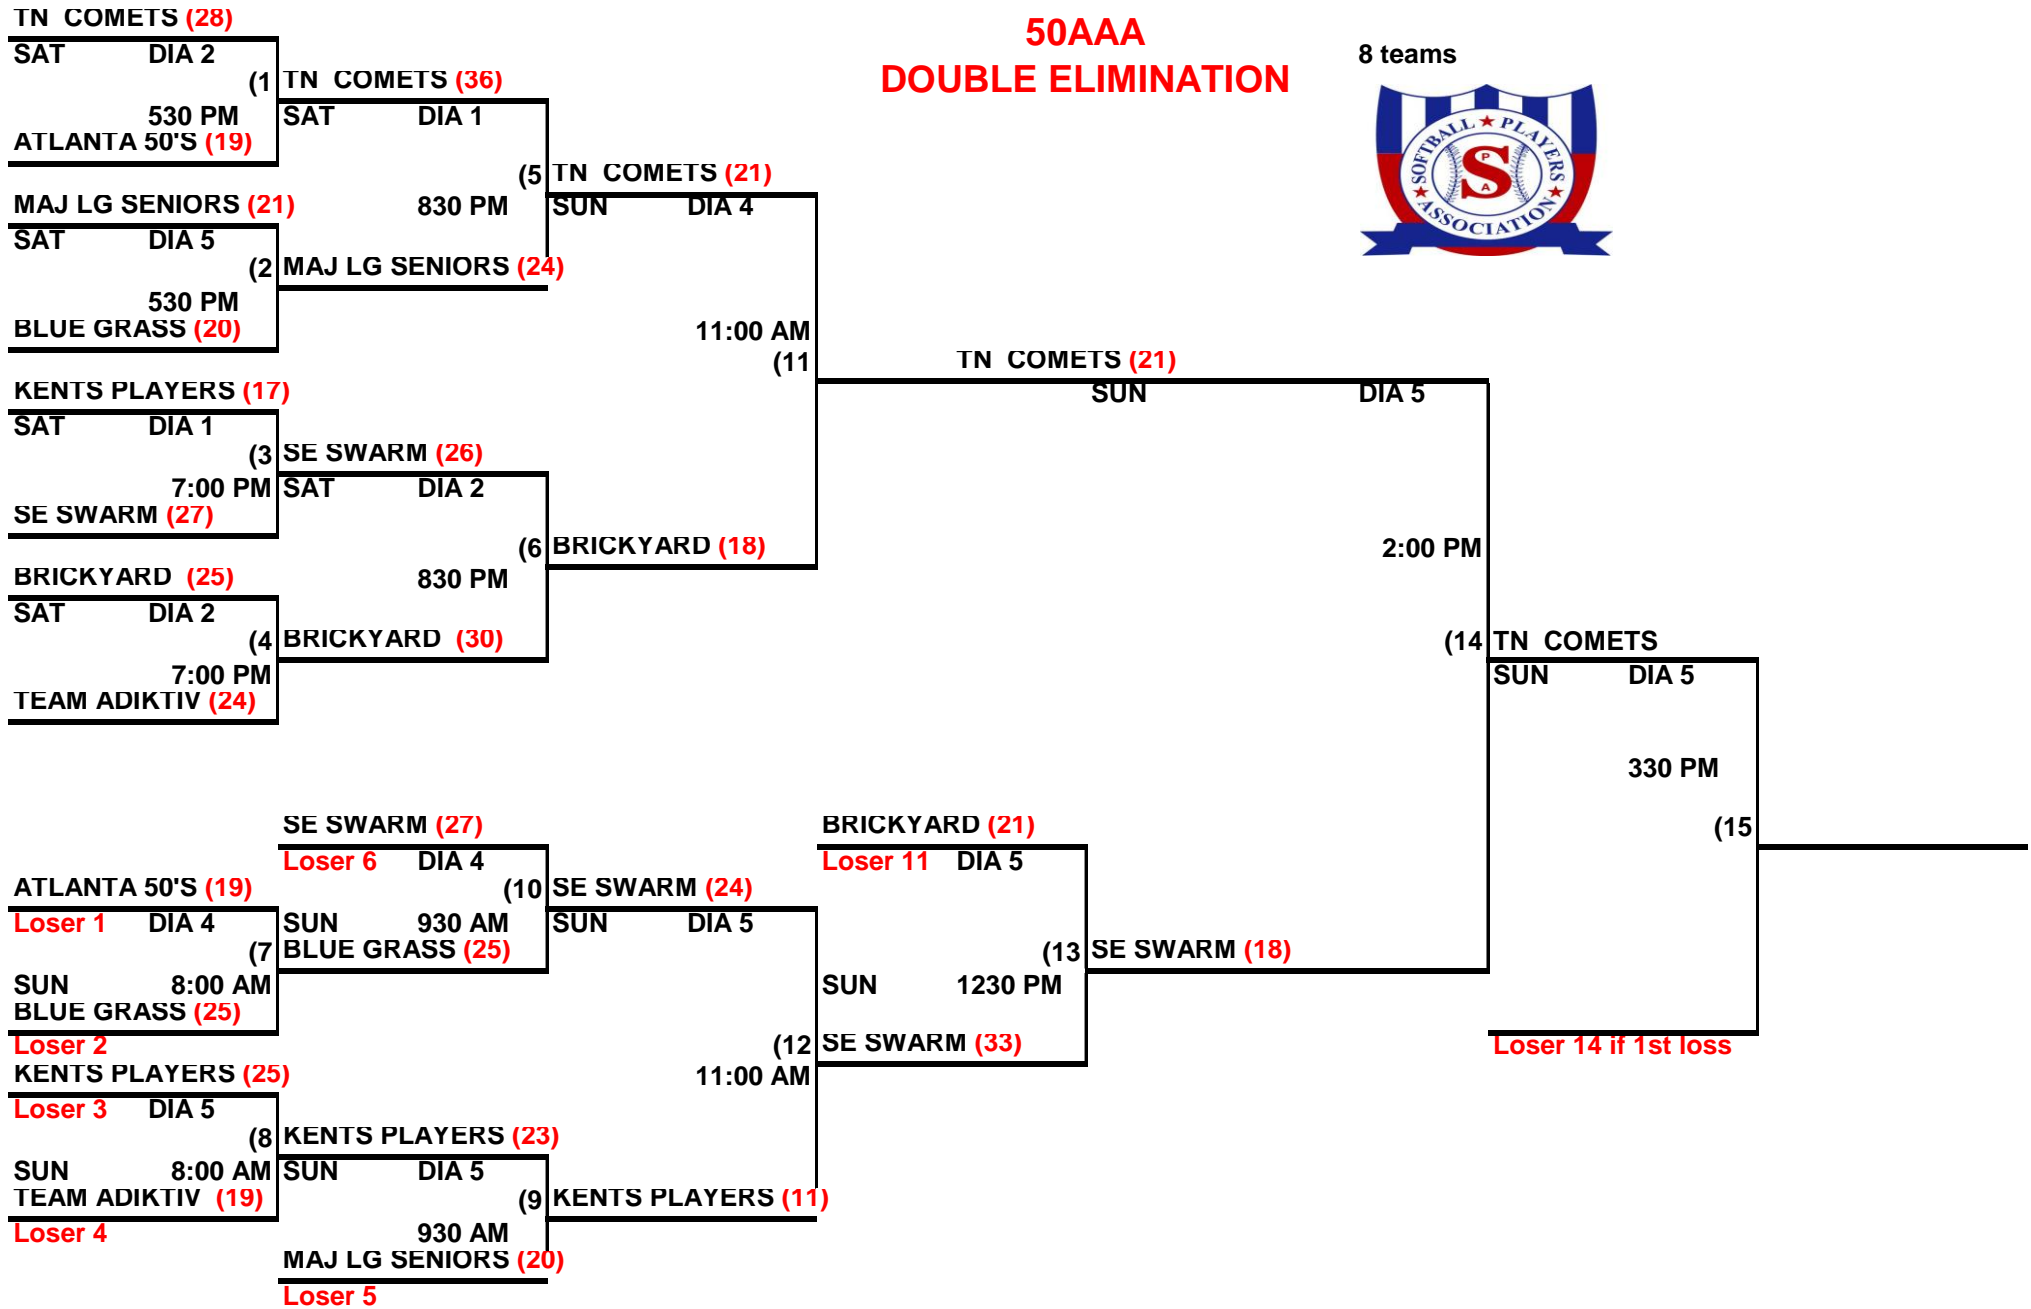 50AAA
DOUBLE ELIMINATION
8 teams
SOFTBALL PLAYERS
S
P
A
ASSOCIATION
TN COMETS (28)
SAT DIA 2
(1 TN COMETS (36)
530 PM SAT DIA 1
ATLANTA 50'S (19)
(5 TN COMETS (21)
MAJ LG SENIORS (21) 830 PM SUN DIA 4
SAT DIA 5
(2 MAJ LG SENIORS (24)
530 PM
BLUE GRASS (20)
11:00 AM
(11 TN COMETS (21)
KENTS PLAYERS (17) SUN DIA 5
SAT DIA 1
(3 SE SWARM (26)
7:00 PM SAT DIA 2
SE SWARM (27)
(6 BRICKYARD (18) 2:00 PM
BRICKYARD (25) 830 PM
SAT DIA 2
(4 BRICKYARD (30) (14 TN COMETS
7:00 PM SUN DIA 5
TEAM ADIKTIV (24)
330 PM
SE SWARM (27) BRICKYARD (21) (15
Loser 6 DIA 4 Loser 11 DIA 5
ATLANTA 50'S (19) (10 SE SWARM (24)
Loser 1 DIA 4 SUN 930 AM SUN DIA 5
(7 BLUE GRASS (25) (13 SE SWARM (18)
SUN 8:00 AM SUN 1230 PM
BLUE GRASS (25)
Loser 2 (12 SE SWARM (33) Loser 14 if 1st loss
KENTS PLAYERS (25) 11:00 AM
Loser 3 DIA 5
(8 KENTS PLAYERS (23)
SUN 8:00 AM SUN DIA 5
TEAM ADIKTIV (19) (9 KENTS PLAYERS (11)
Loser 4 930 AM
MAJ LG SENIORS (20)
Loser 5